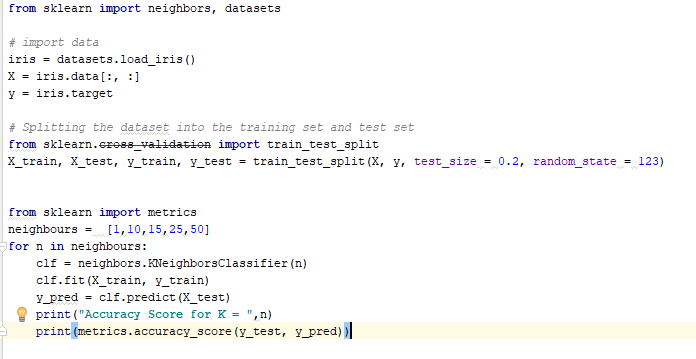 from sklearn import neighbors, datasets
# import data
iris = datasets.load_iris()
X = iris.data[:, :]
y = iris.target
# Splitting the dataset into the training set and test set
from sklearn.cross_validation import train_test_split
X_train, X_test, y_train, y_test = train_test_split(X, y, test_size = 0.2, random_state = 123)
from sklearn import metrics
neighbours =  [1,10,15,25,50]
for n in neighbours:
    clf = neighbors.KNeighborsClassifier(n)
    clf.fit(X_train, y_train)
    y_pred = clf.predict(X_test)
    print("Accuracy Score for K = ",n)
    print(metrics.accuracy_score(y_test, y_pred))